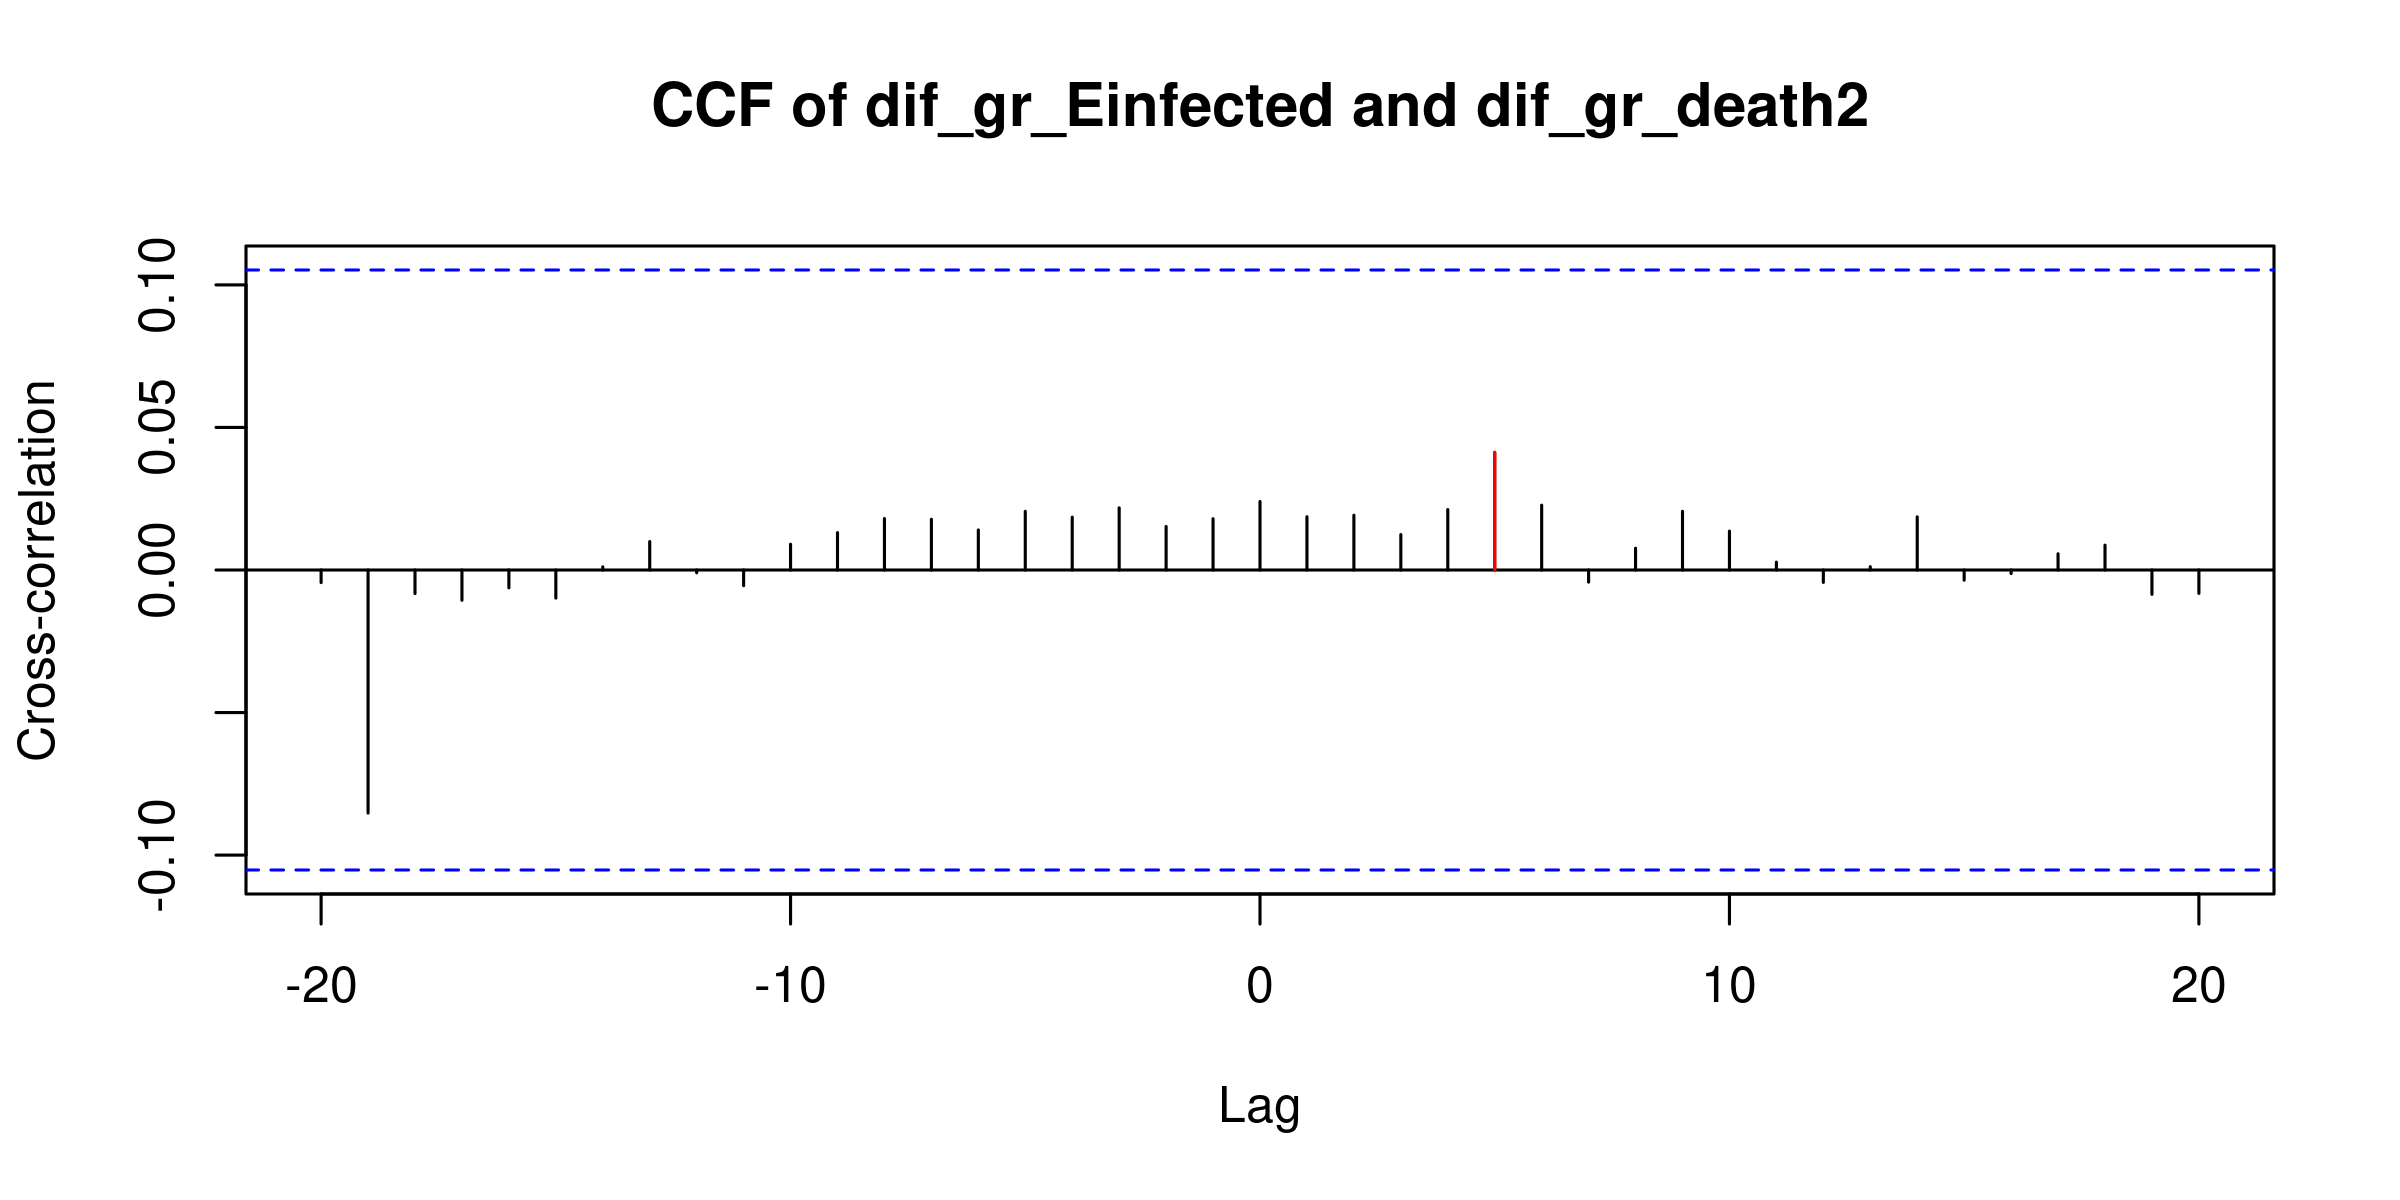 CCF of dif_gr_Einfected and dif_gr_death2
Cross-correlation
0.10
0.05
0.00
-0.10
-20 -10 0 10 20
Lag